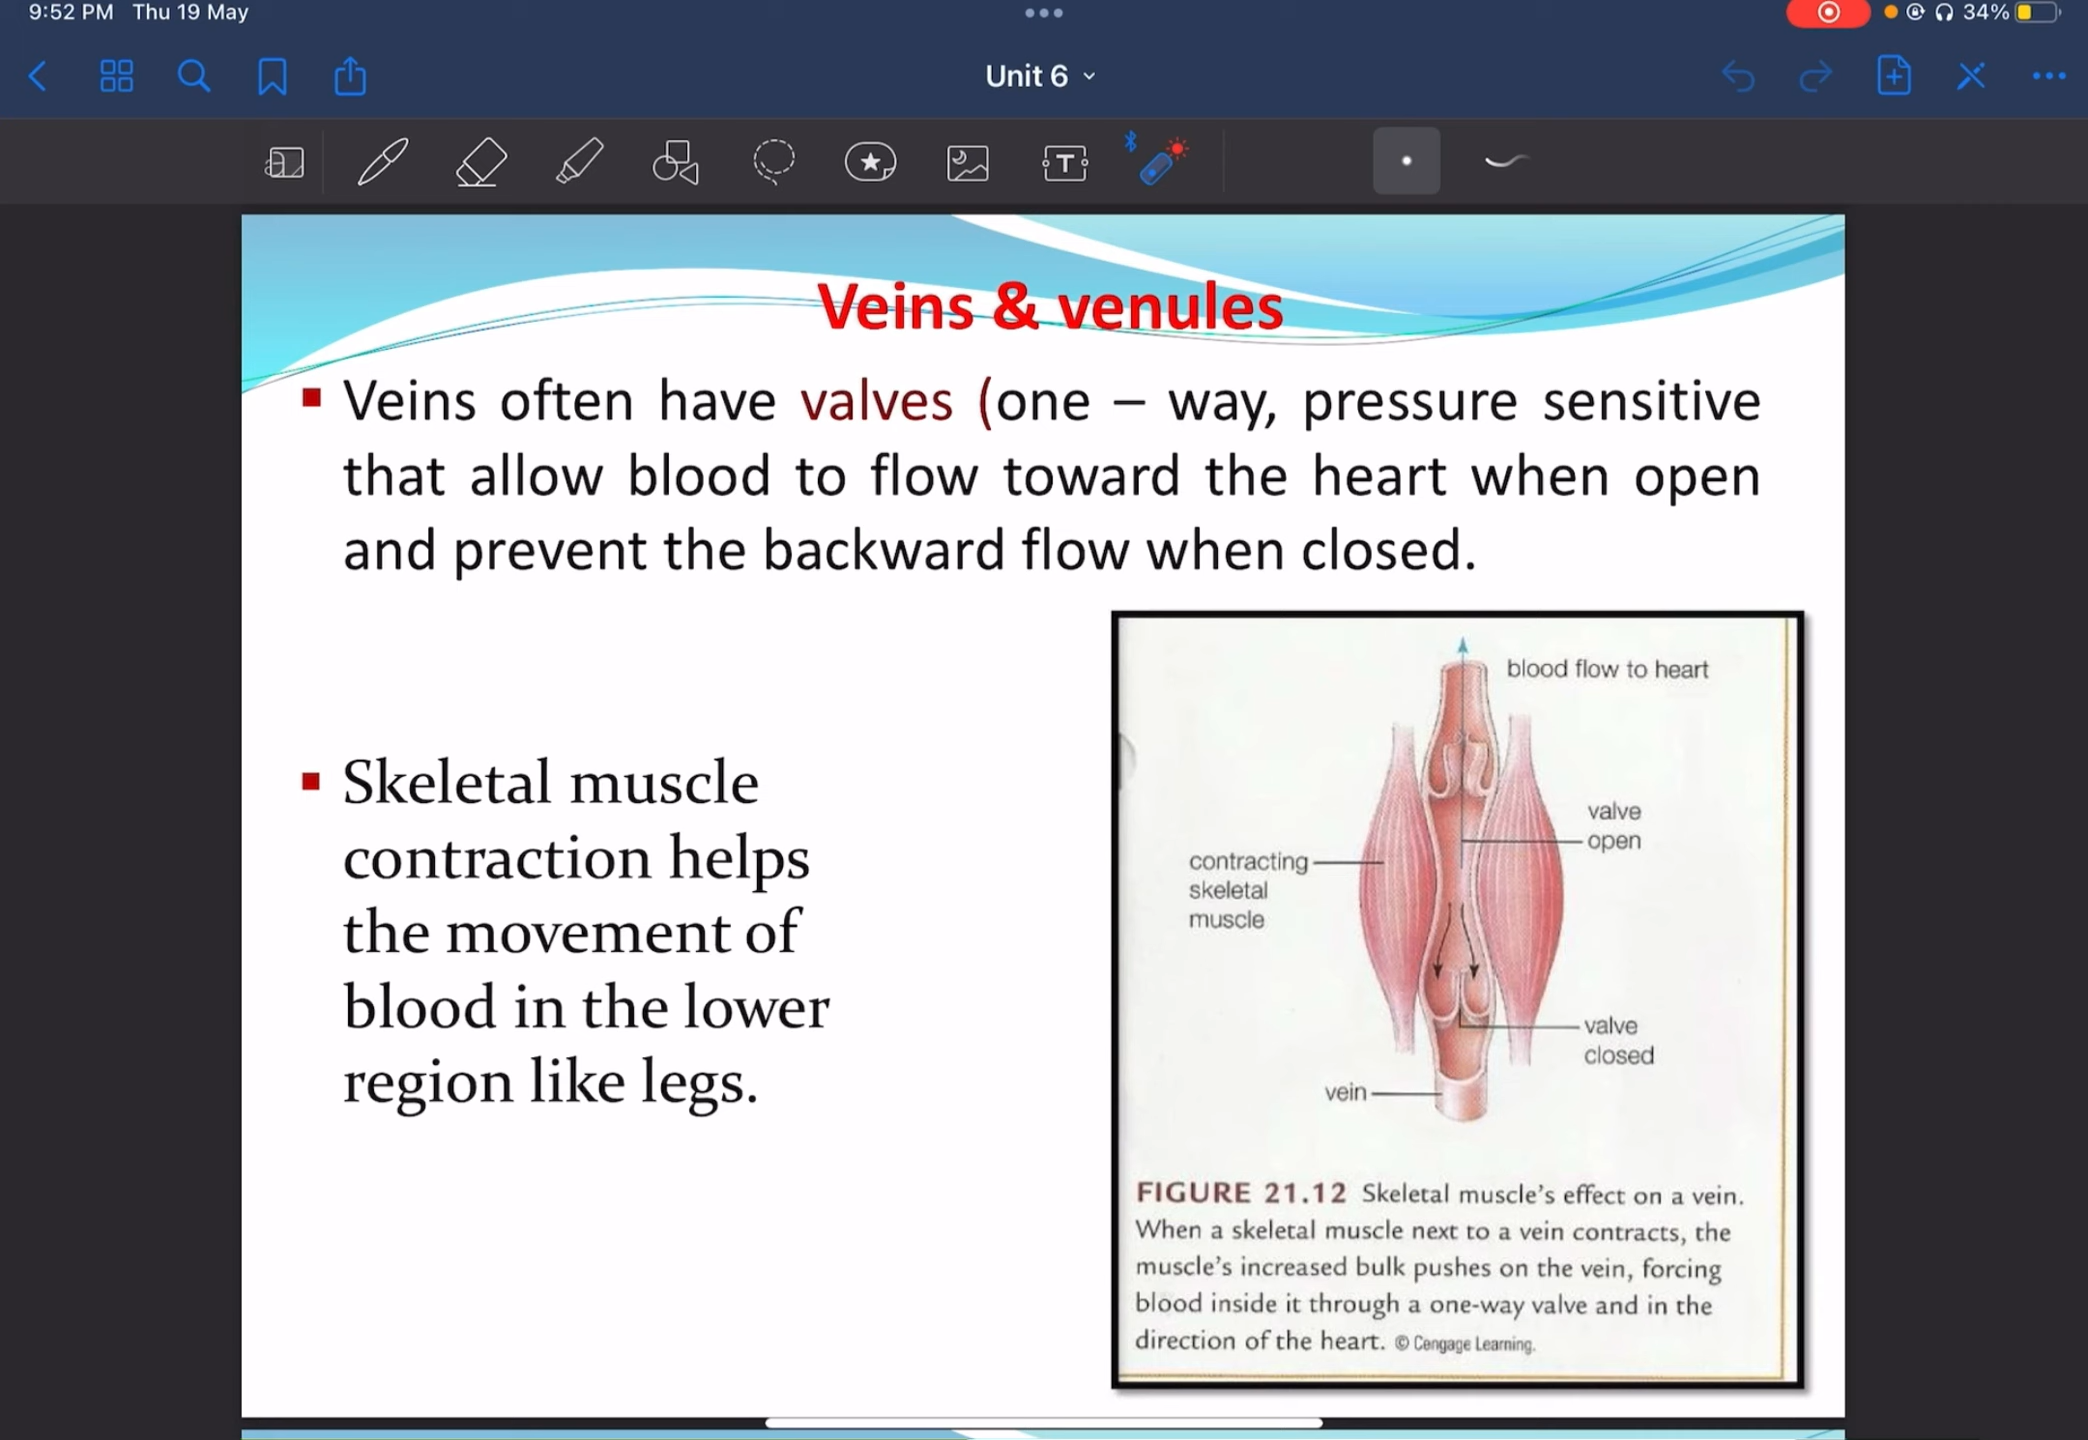 9:52 PM Thu 19 May
34%
Unit 6
T
Veins & venules
Veins often have valves (one – way, pressure sensitive
that allow blood to flow toward the heart when open
and prevent the backward flow when closed.
Skeletal muscle
contraction helps
the movement of
blood in the lower
region like legs.
blood flow to heart
valve
open
contracting
skeletal
muscle
valve
closed
vein
FIGURE 21.12 Skeletal muscle's effect on a vein.
When a skeletal muscle next to a vein contracts, the
muscle's increased bulk pushes on the vein, forcing
blood inside it through a one-way valve and in the
direction of the heart. © Cengage Learning.